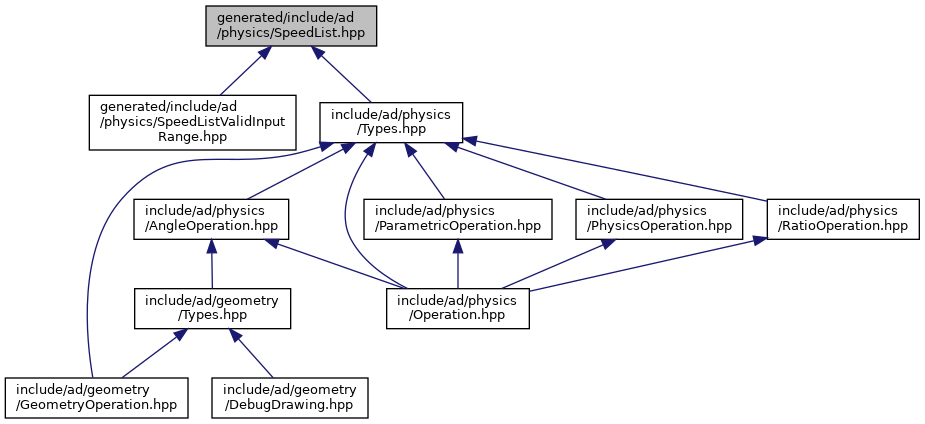 generated/include/ad
/physics/SpeedList.hpp
generated/include/ad
/physics/SpeedListValidInput
Range.hpp
include/ad/physics
/Types.hpp
include/ad/physics
/AngleOperation.hpp
include/ad/physics
/ParametricOperation.hpp
include/ad/physics
/PhysicsOperation.hpp
include/ad/physics
/RatioOperation.hpp
include/ad/geometry
/Types.hpp
include/ad/physics
/Operation.hpp
include/ad/geometry
/GeometryOperation.hpp
include/ad/geometry
/DebugDrawing.hpp